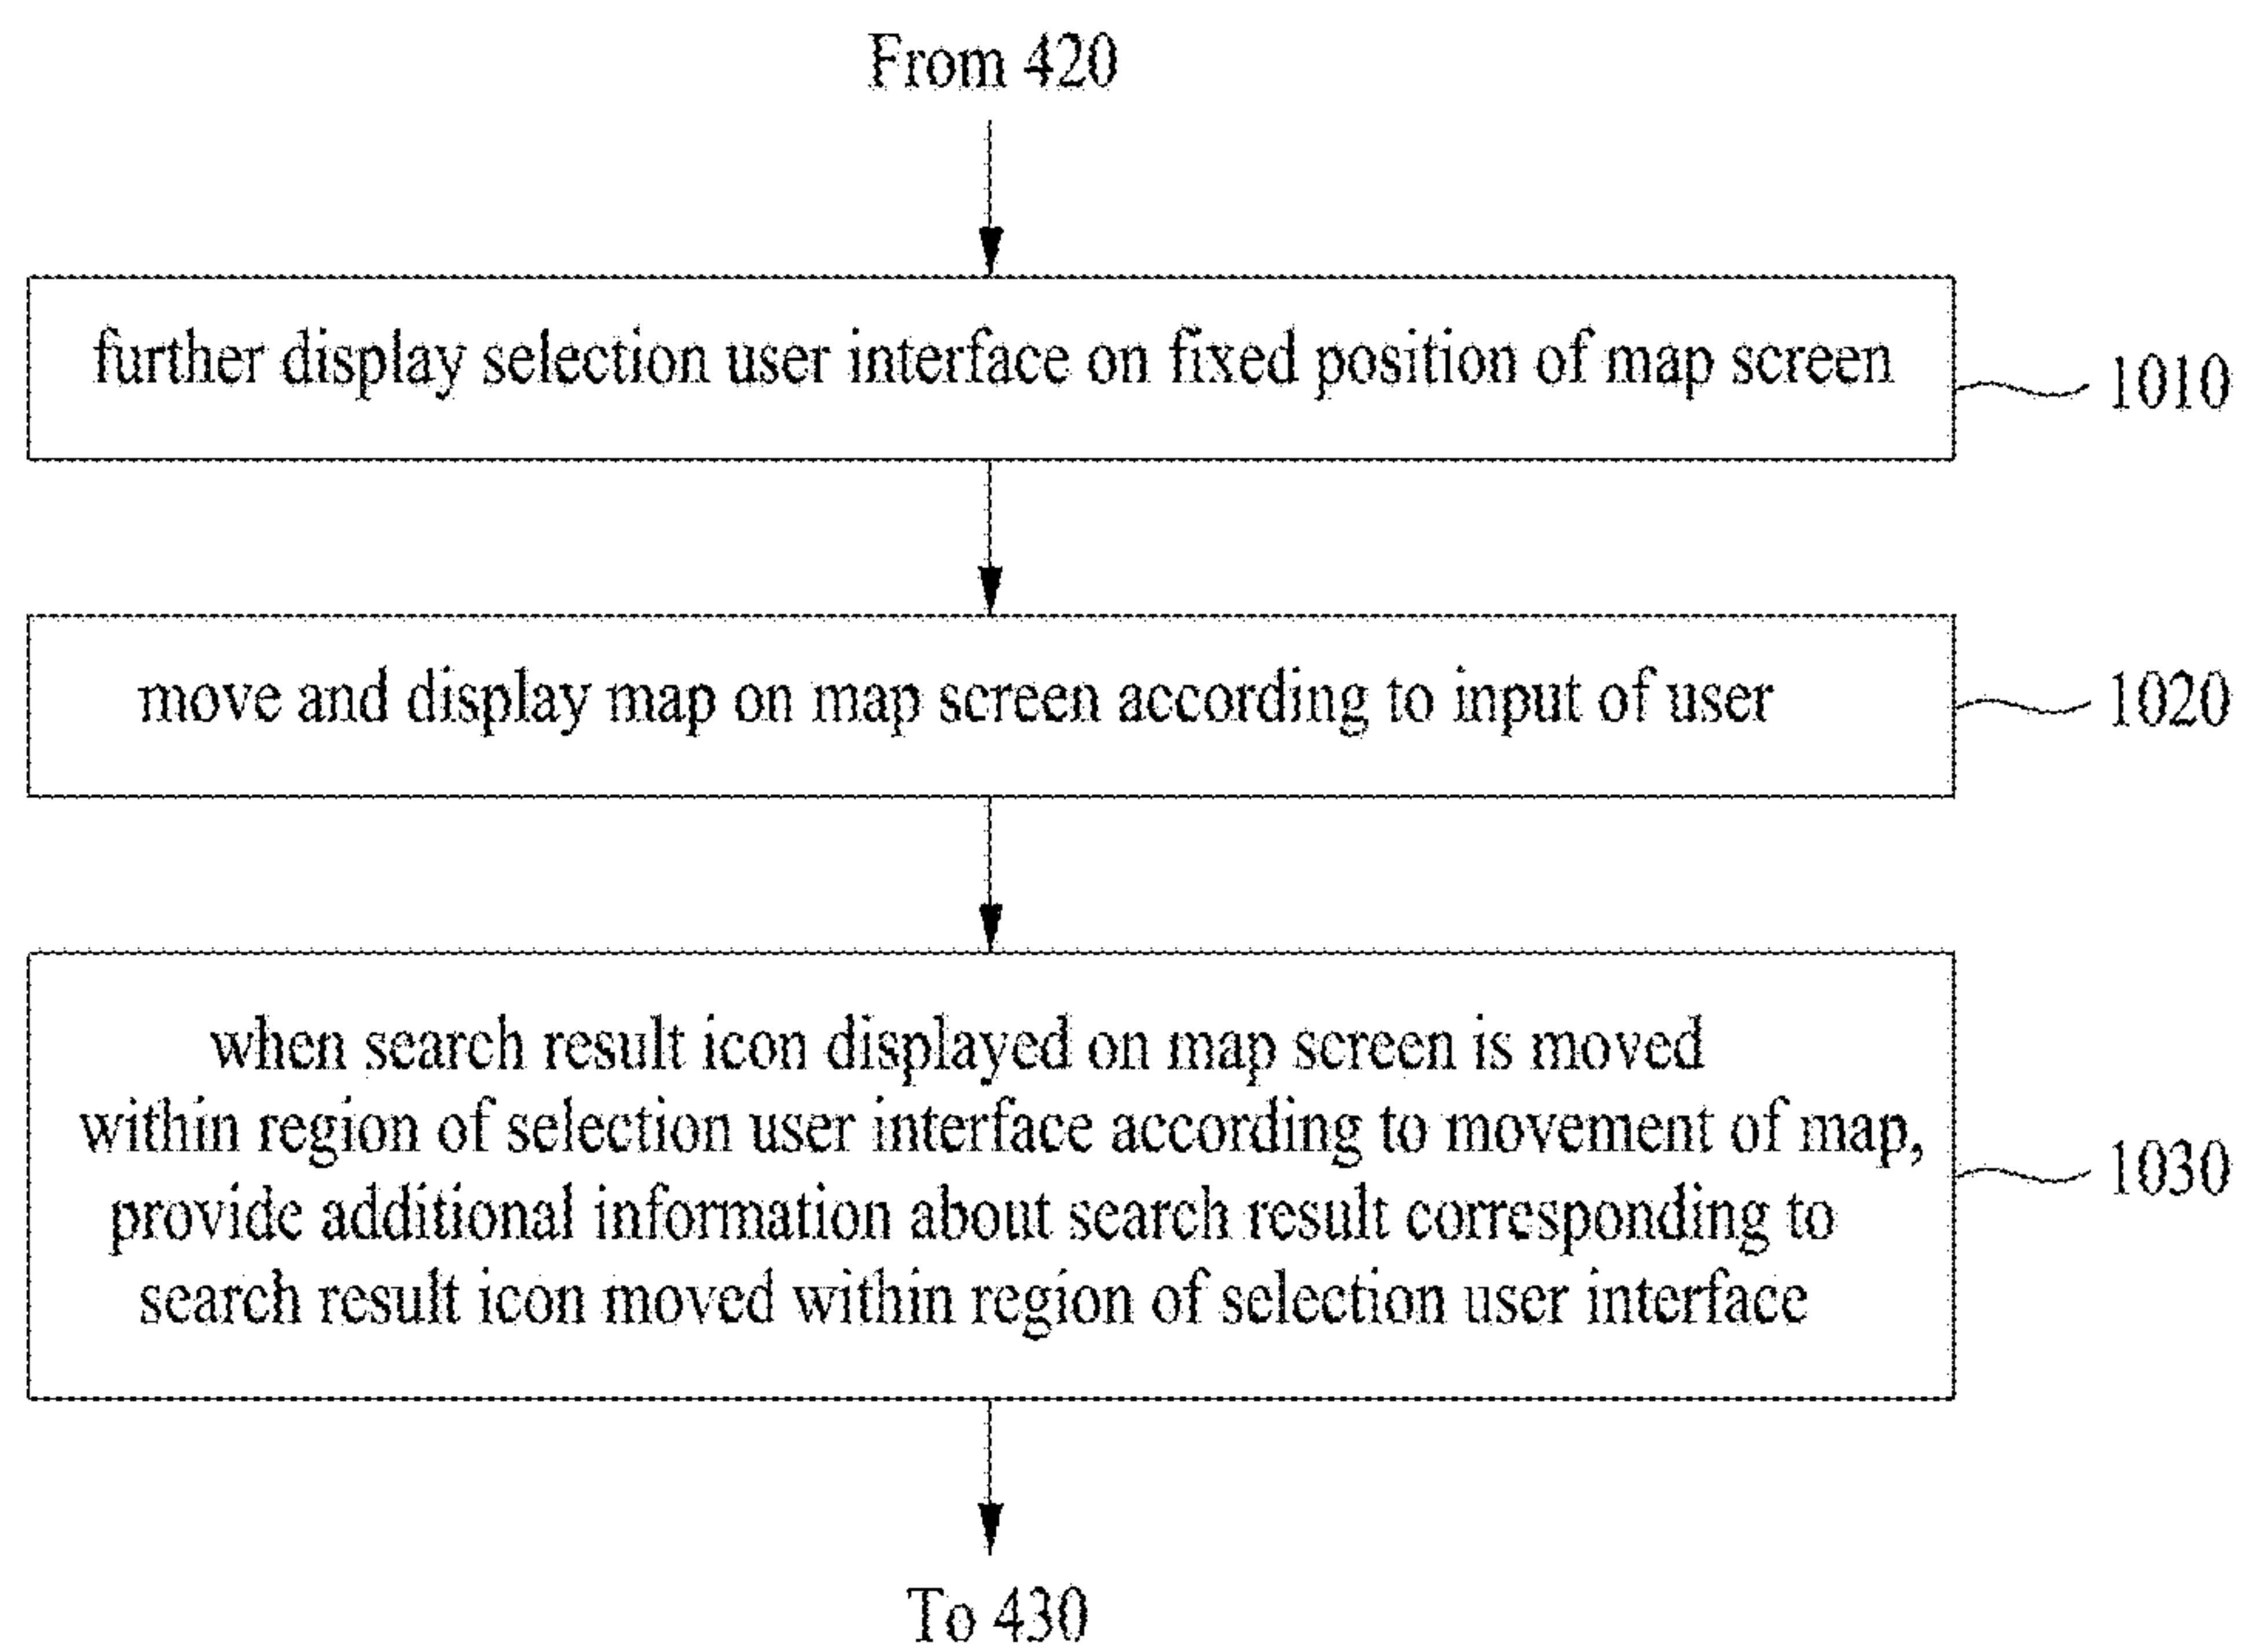 From 420
further display selection user interface on fixed position of map screen
1010
move and display map on map screen according to input of user
1020
when search result icon displayed on map screen is moved
within region of selection user interface according to movement of map,
provide additional information about search result corresponding to
search result icon moved within region of selection user interface
1030
To 430